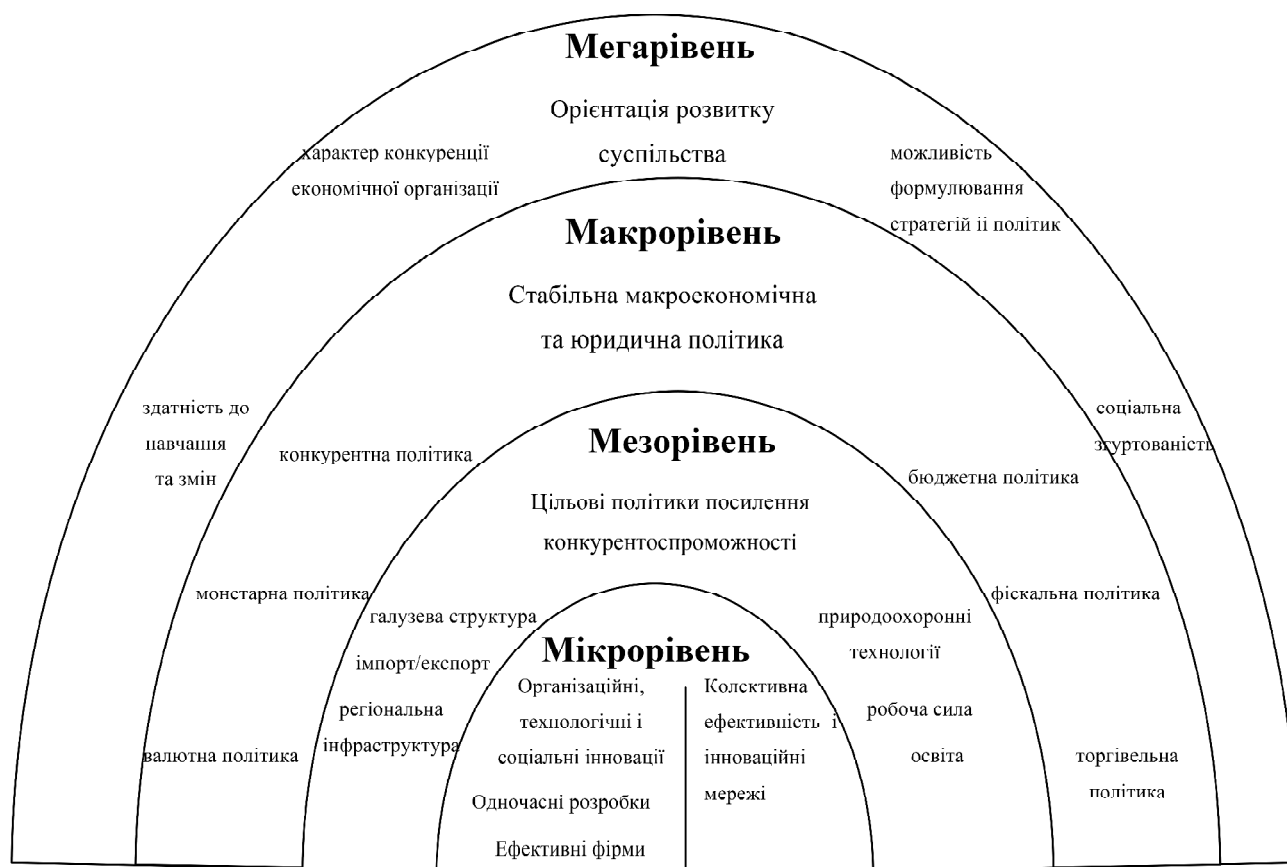 Мегарівень
Орієнтація розвитку
суспільства
характер конкуренції
економічної організації
можливість
формулювання
стратегій іі політик
здатність до
навчання
та змін
соціальна
згуртованість
Макрорівень
Стабільна макроекономічна
та юридична політика
конкурентна політика
бюджетна політика
монетарна політика
фіскальна політика
валютна політика
торгівельна
політика
Мезорівень
Цільові політики посилення
конкурентоспроможності
галузева структура
імпорт/експорт
регіональна
інфраструктура
природоохоронні
технології
робоча сила
освіта
Мікрорівень
Організаційні,
технологічні і
соціальні інновації
Одночасні розробки
Ефективні фірми
Колективна
ефективність і
інноваційні
мережі